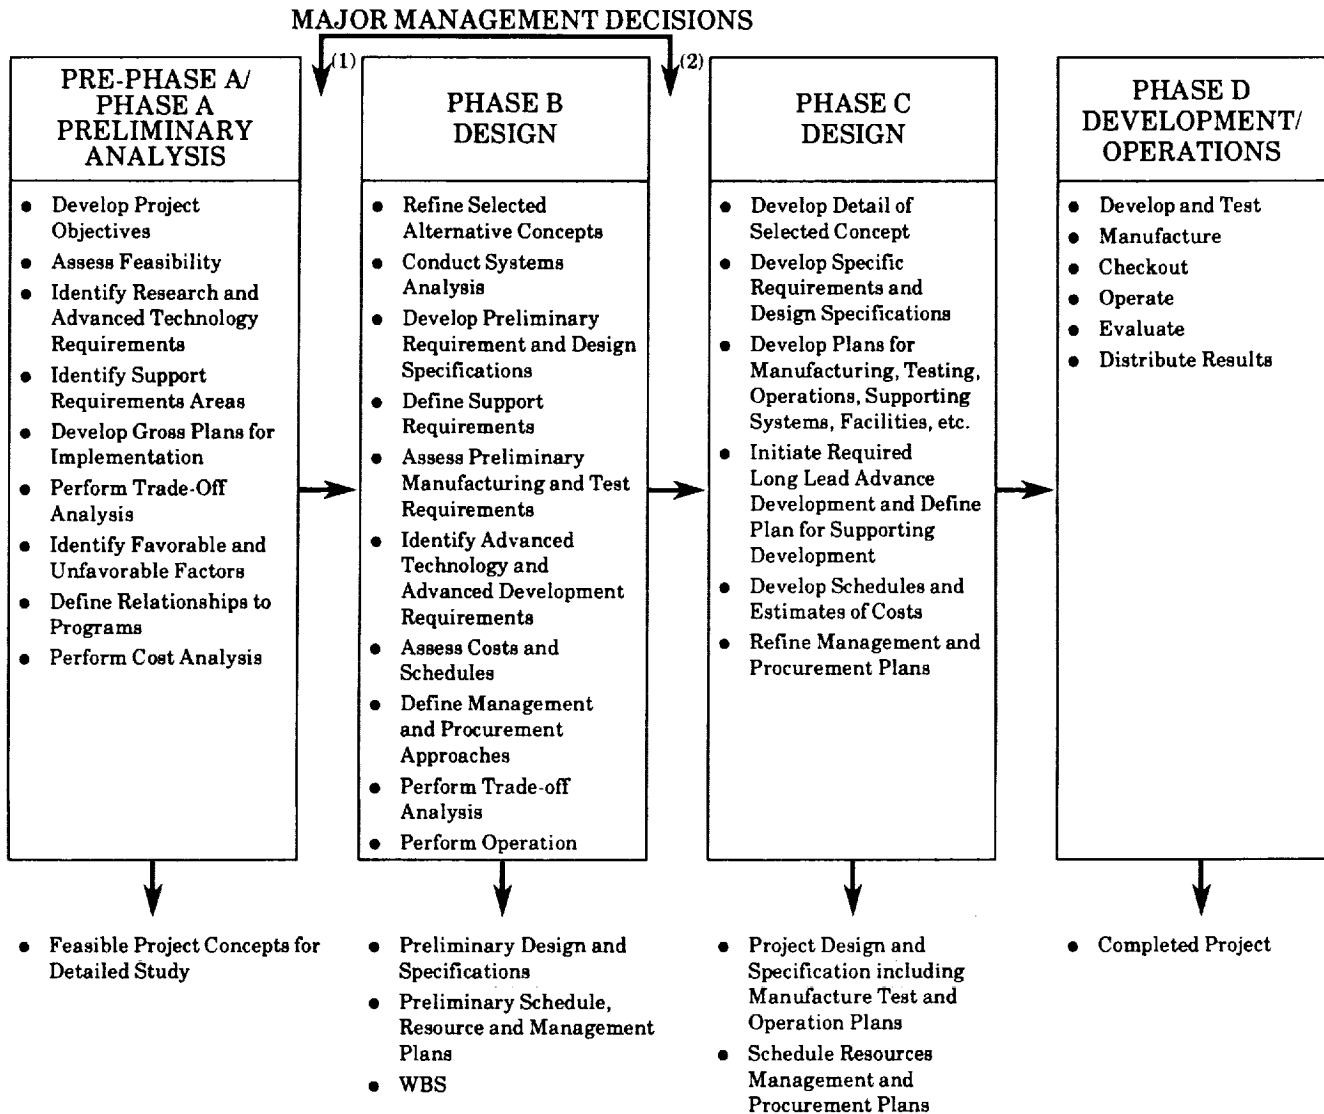 MAJOR MANAGEMENT DECISIONS
(1)
(2)
PRE-PHASE A/
PHASE A
PRELIMINARY
ANALYSIS
● Develop Project
Objectives
● Assess Feasibility
● Identify Research and
Advanced Technology
Requirements
● Identify Support
Requirements Areas
● Develop Gross Plans for
Implementation
● Perform Trade-Off
Analysis
● Identify Favorable and
Unfavorable Factors
● Define Relationships to
Programs
● Perform Cost Analysis
● Feasible Project Concepts for
Detailed Study
PHASE B
DESIGN
● Refine Selected
Alternative Concepts
● Conduct Systems
Analysis
● Develop Preliminary
Requirement and Design
Specifications
● Define Support
Requirements
● Assess Preliminary
Manufacturing and Test
Requirements
● Identify Advanced
Technology and
Advanced Development
Requirements
● Assess Costs and
Schedules
● Define Management
and Procurement
Approaches
● Perform Trade-off
Analysis
● Perform Operation
● Preliminary Design and
Specifications
● Preliminary Schedule,
Resource and Management
Plans
● WBS
PHASE C
DESIGN
● Develop Detail of
Selected Concept
● Develop Specific
Requirements and
Design Specifications
● Develop Plans for
Manufacturing, Testing,
Operations, Supporting
Systems, Facilities, etc.
● Initiate Required
Long Lead Advance
Development and Define
Plan for Supporting
Development
● Develop Schedules and
Estimates of Costs
● Refine Management and
Procurement Plans
● Project Design and
Specification including
Manufacture Test and
Operation Plans
● Schedule Resources
Management and
Procurement Plans
PHASE D
DEVELOPMENT/
OPERATIONS
● Develop and Test
● Manufacture
● Checkout
● Operate
● Evaluate
● Distribute Results
● Completed Project